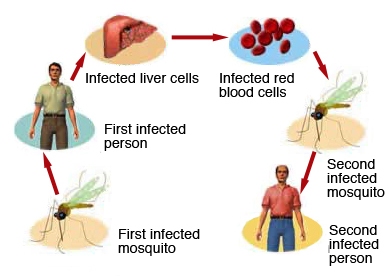 Infected liver cells
Infected red
blood cells
First infected
person
Second
infected
mosquito
First infected
mosquito
Second
infected
person